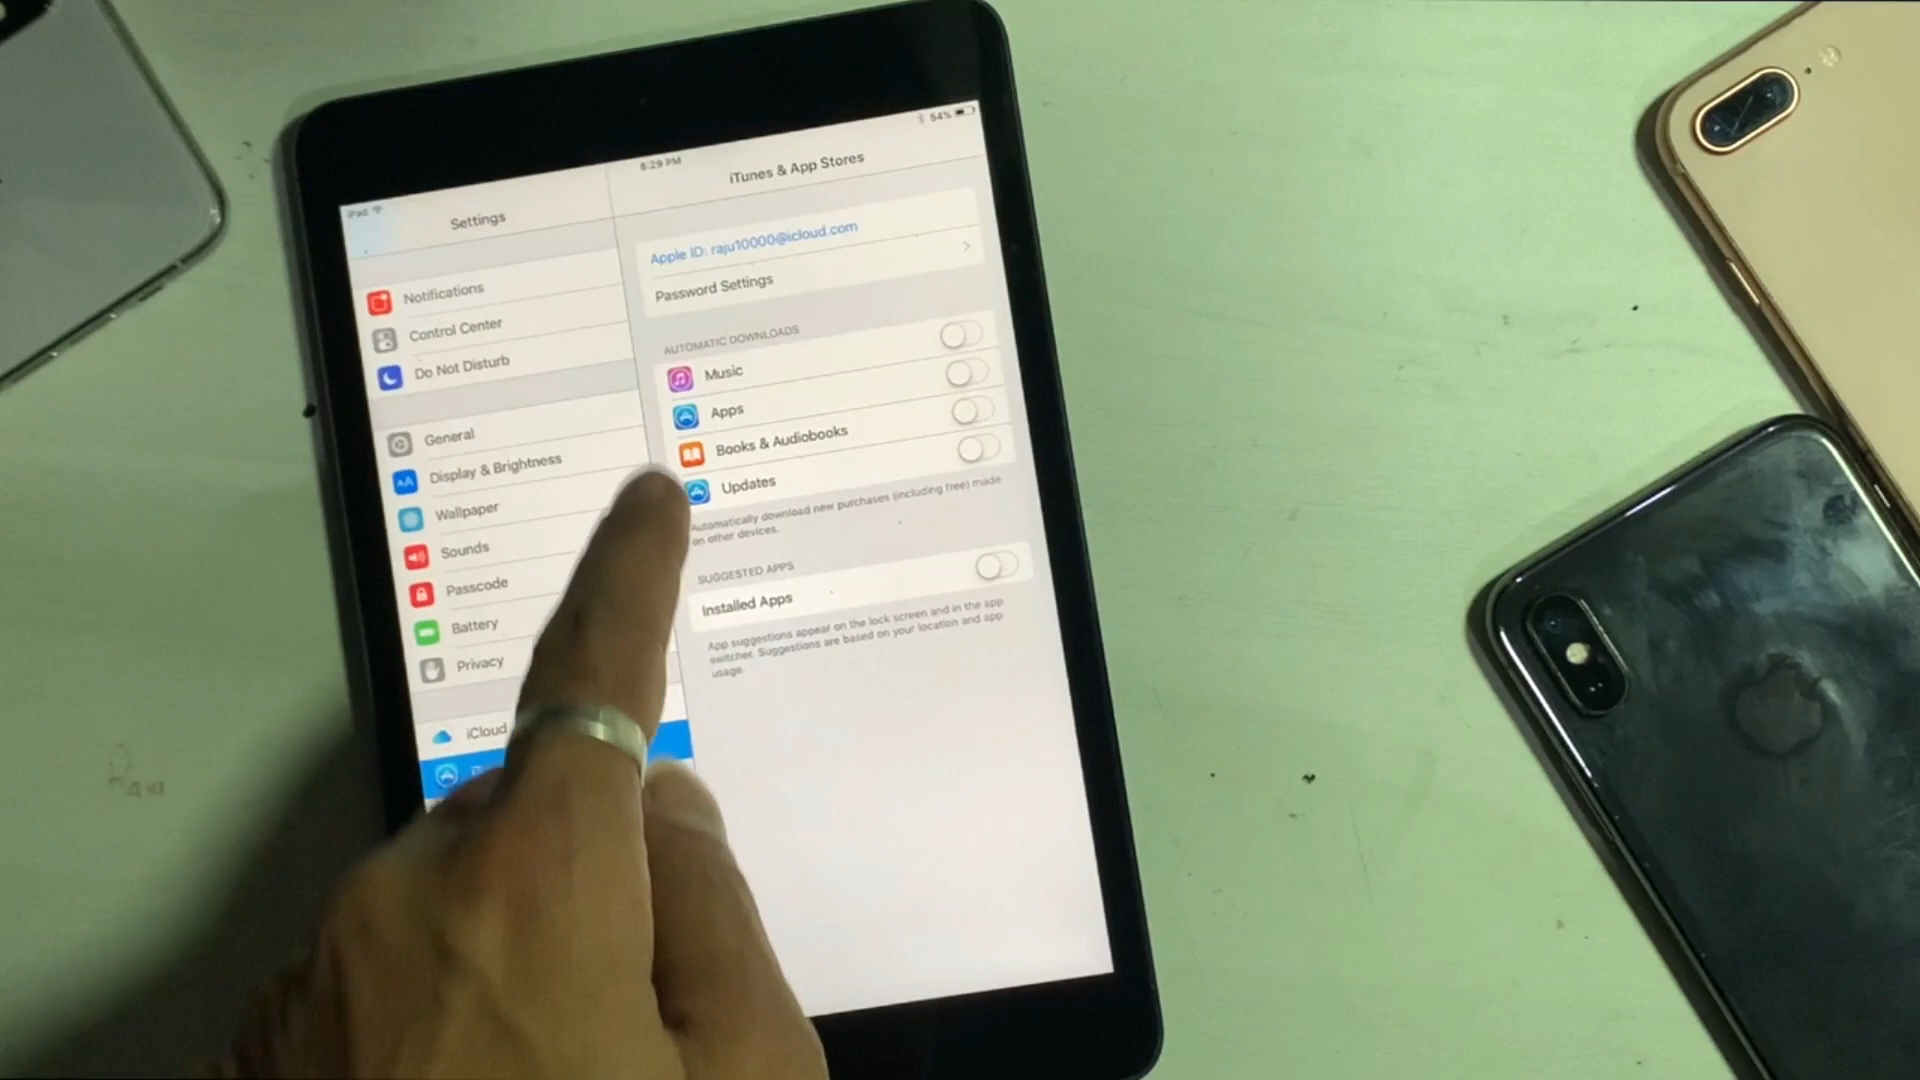 iPad
6:29 PM
54%
Settings
iTunes & App Stores
Notifications
Control Center
Do Not Disturb
General
Display & Brightness
Wallpaper
Sounds
Passcode
Battery
Privacy
iCloud
Apple ID: raju10000@icloud.com
Password Settings
AUTOMATIC DOWNLOADS
Music
Apps
Books & Audiobooks
Updates
Automatically download new purchases (including free) made
on other devices.
SUGGESTED APPS
Installed Apps
App suggestions appear on the lock screen and in the app
switcher. Suggestions are based on your location and app
usage.